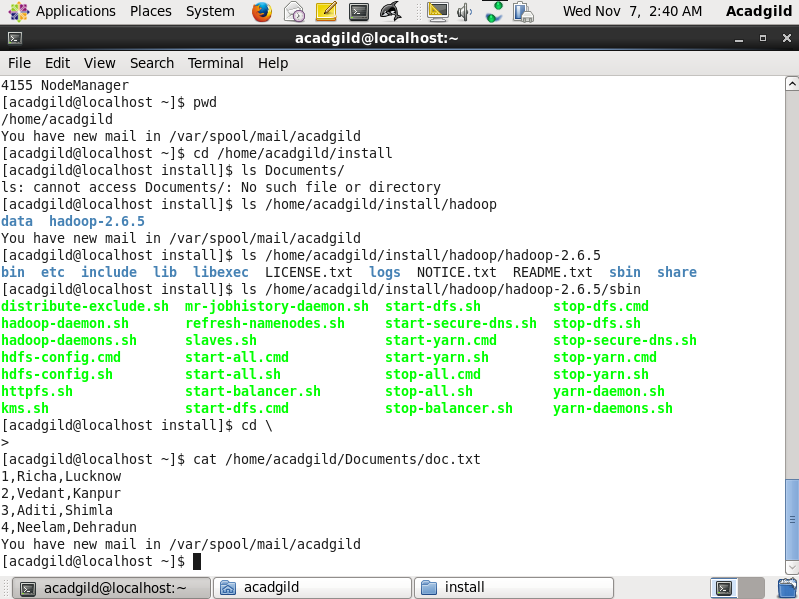 Applications Places System Wed Nov 7, 2:40 AM Acadgild
acadgild@localhost:~
File Edit View Search Terminal Help
4155 NodeManager
[acadgild@localhost ~]$ pwd
/home/acadgild
You have new mail in /var/spool/mail/acadgild
[acadgild@localhost ~]$ cd /home/acadgild/install
[acadgild@localhost install]$ ls Documents/
ls: cannot access Documents/: No such file or directory
[acadgild@localhost install]$ ls /home/acadgild/install/hadoop
data  hadoop-2.6.5
You have new mail in /var/spool/mail/acadgild
[acadgild@localhost install]$ ls /home/acadgild/install/hadoop/hadoop-2.6.5
bin  etc  include  lib  libexec  LICENSE.txt  logs  NOTICE.txt  README.txt  sbin  share
[acadgild@localhost install]$ ls /home/acadgild/install/hadoop/hadoop-2.6.5/sbin
distribute-exclude.sh  mr-jobhistory-daemon.sh  start-dfs.sh  stop-dfs.cmd
hadoop-daemon.sh  refresh-namenodes.sh  start-secure-dns.sh  stop-dfs.sh
hadoop-daemons.sh  slaves.sh  start-yarn.cmd  stop-secure-dns.sh
hdfs-config.cmd  start-all.cmd  start-yarn.sh  stop-yarn.cmd
hdfs-config.sh  start-all.sh  stop-all.cmd  stop-yarn.sh
httpfs.sh  start-balancer.sh  stop-all.sh  yarn-daemon.sh
kms.sh  start-dfs.cmd  stop-balancer.sh  yarn-daemons.sh
[acadgild@localhost install]$ cd \
>
[acadgild@localhost ~]$ cat /home/acadgild/Documents/doc.txt
1,Richa,Lucknow
2,Vedant,Kanpur
3,Aditi,Shimla
4,Neelam,Dehradun
You have new mail in /var/spool/mail/acadgild
[acadgild@localhost ~]$
acadgild@localhost:~ acadgild install